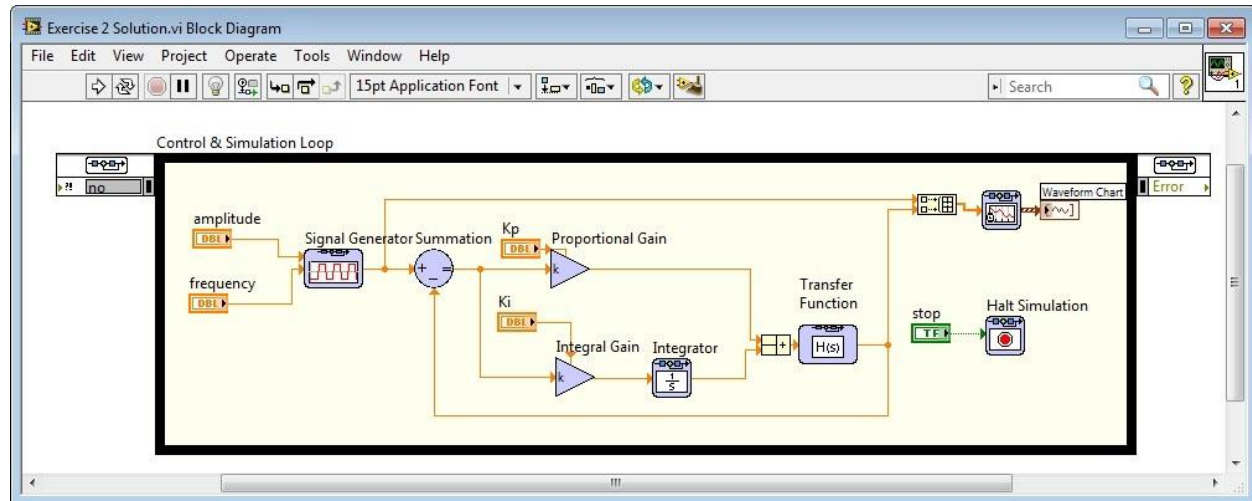 Exercise 2 Solution.vi Block Diagram
File Edit View Project Operate Tools Window Help
15pt Application Font
Search
1
Control & Simulation Loop
?!
no
Error
Waveform Chart
amplitude
DBL
Signal Generator
Summation
+
-
=
Kp
DBL
Proportional Gain
k
frequency
DBL
Ki
DBL
Transfer
Function
H(s)
stop
TF
Halt Simulation
Integral Gain
k
Integrator
1
s
+